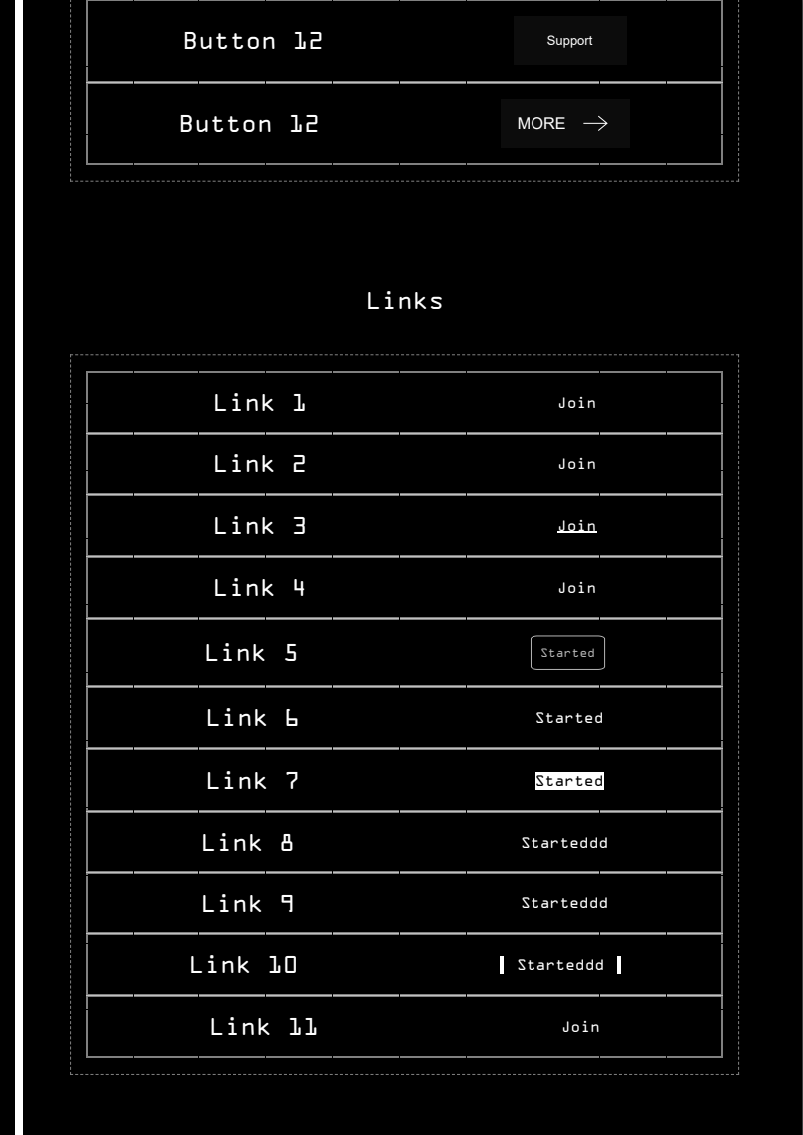 Button 12 Support
Button 12 MORE →
Links
Link 1 Join
Link 2 Join
Link 3 Join
Link 4 Join
Link 5 Started
Link 6 Started
Link 7 Started
Link 8 Starteddd
Link 9 Starteddd
Link 10 Starteddd
Link 11 Join